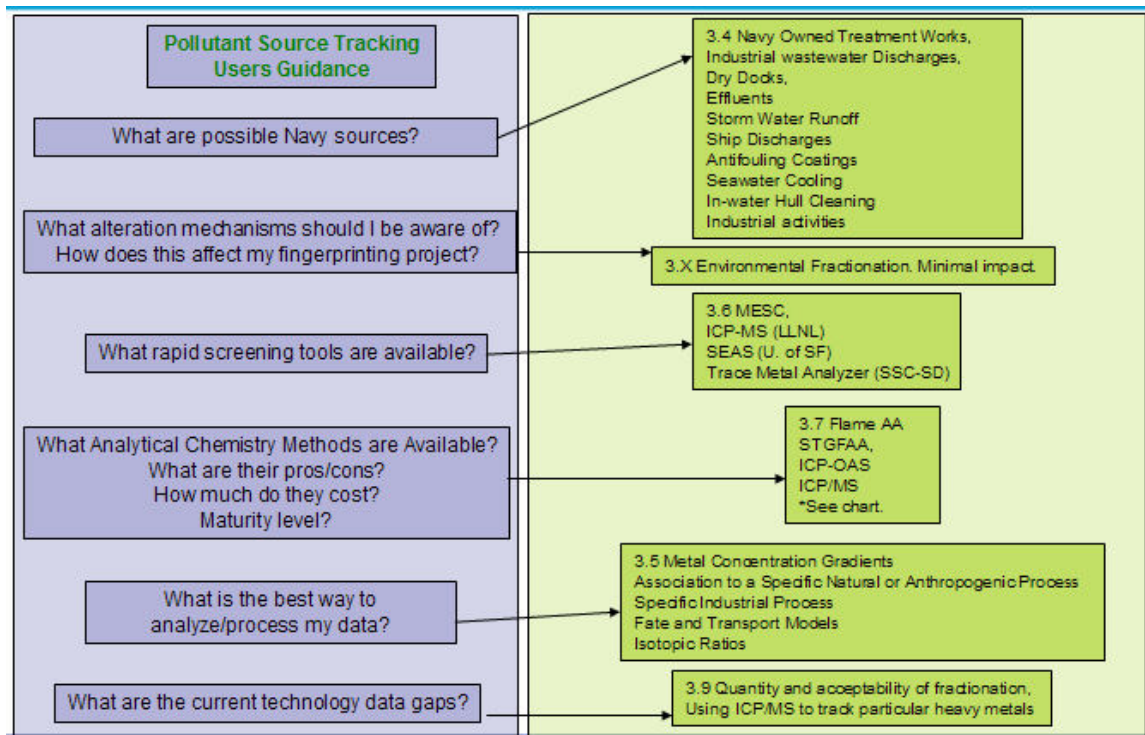 Pollutant Source Tracking
Users Guidance
What are possible Navy sources?
3.4 Navy Owned Treatment Works,
Industrial wastewater Discharges,
Dry Docks,
Effluents
Storm Water Runoff
Ship Discharges
Antifouling Coatings
Seawater Cooling
In-water Hull Cleaning
Industrial activities
What alteration mechanisms should I be aware of?
How does this affect my fingerprinting project?
3.X Environmental Fractionation. Minimal impact.
What rapid screening tools are available?
3.6 MESC,
ICP-MS (LLNL)
SEAS (U. of SF)
Trace Metal Analyzer (SSC-SD)
What Analytical Chemistry Methods are Available?
What are their pros/cons?
How much do they cost?
Maturity level?
3.7 Flame AA
STGFAA,
ICP-OAS
ICP/MS
*See chart.
What is the best way to
analyze/process my data?
3.5 Metal Concentration Gradients
Association to a Specific Natural or Anthropogenic Process
Specific Industrial Process
Fate and Transport Models
Isotopic Ratios
What are the current technology data gaps?
3.9 Quantity and acceptability of fractionation,
Using ICP/MS to track particular heavy metals